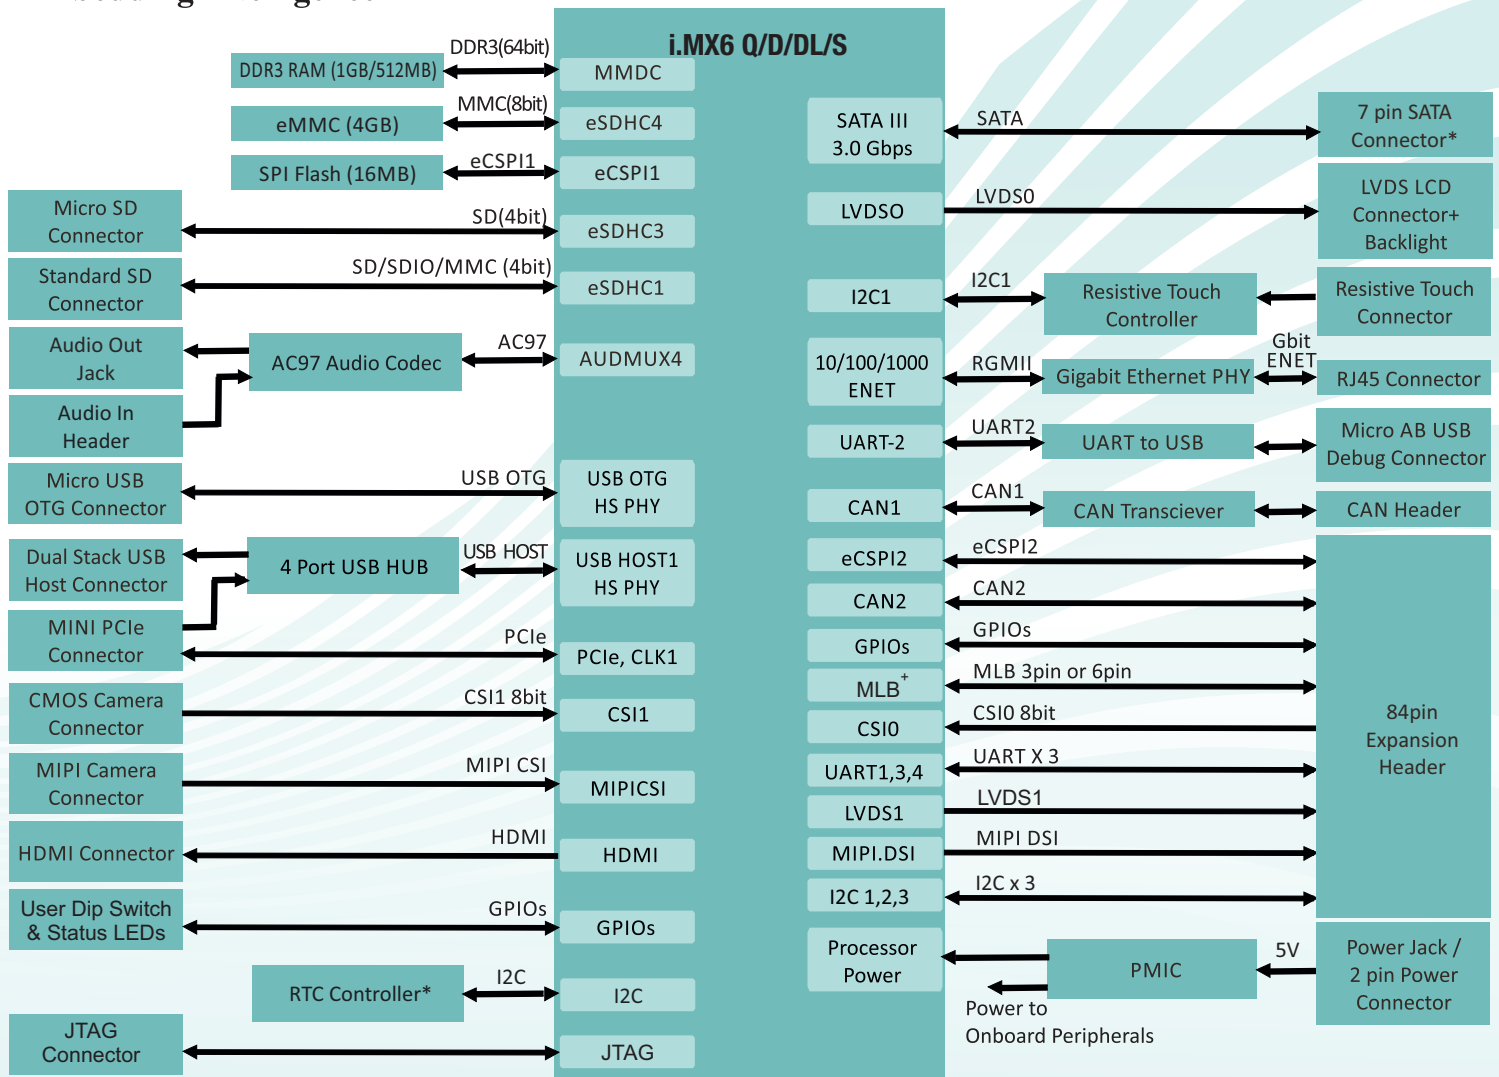 i.MX6 Q/D/DL/S
DDR3 RAM (1GB/512MB)
DDR3(64bit)
MMDC
eMMC (4GB)
MMC(8bit)
eSDHC4
SPI Flash (16MB)
eCSPI1
eCSPI1
Micro SD
Connector
SD(4bit)
eSDHC3
Standard SD
Connector
SD/SDIO/MMC (4bit)
eSDHC1
Audio Out
Jack
AC97 Audio Codec
AC97
AUDMUX4
Audio In
Header
Micro USB
OTG Connector
USB OTG
USB OTG
HS PHY
Dual Stack USB
Host Connector
4 Port USB HUB
USB HOST
USB HOST1
HS PHY
MINI PCIe
Connector
PCIe
PCIe, CLK1
CMOS Camera
Connector
CSI1 8bit
CSI1
MIPI Camera
Connector
MIPI CSI
MIPICSI
HDMI Connector
HDMI
HDMI
User Dip Switch
& Status LEDs
GPIOs
GPIOs
RTC Controller*
I2C
I2C
JTAG
Connector
JTAG
SATA III
3.0 Gbps
SATA
7 pin SATA
Connector*
LVDSO
LVDS0
LVDS LCD
Connector+
Backlight
I2C1
I2C1
Resistive Touch
Controller
Resistive Touch
Connector
10/100/1000
ENET
RGMII
Gigabit Ethernet PHY
Gbit
ENET
RJ45 Connector
UART-2
UART2
UART to USB
Micro AB USB
Debug Connector
CAN1
CAN1
CAN Transciever
CAN Header
eCSPI2
eCSPI2
CAN2
CAN2
GPIOs
GPIOs
MLB+
MLB 3pin or 6pin
CSI0
CSI0 8bit
UART1,3,4
UART X 3
LVDS1
LVDS1
MIPI.DSI
MIPI DSI
I2C 1,2,3
I2C x 3
84pin
Expansion
Header
Processor
Power
PMIC
5V
Power Jack /
2 pin Power
Connector
Power to
Onboard Peripherals